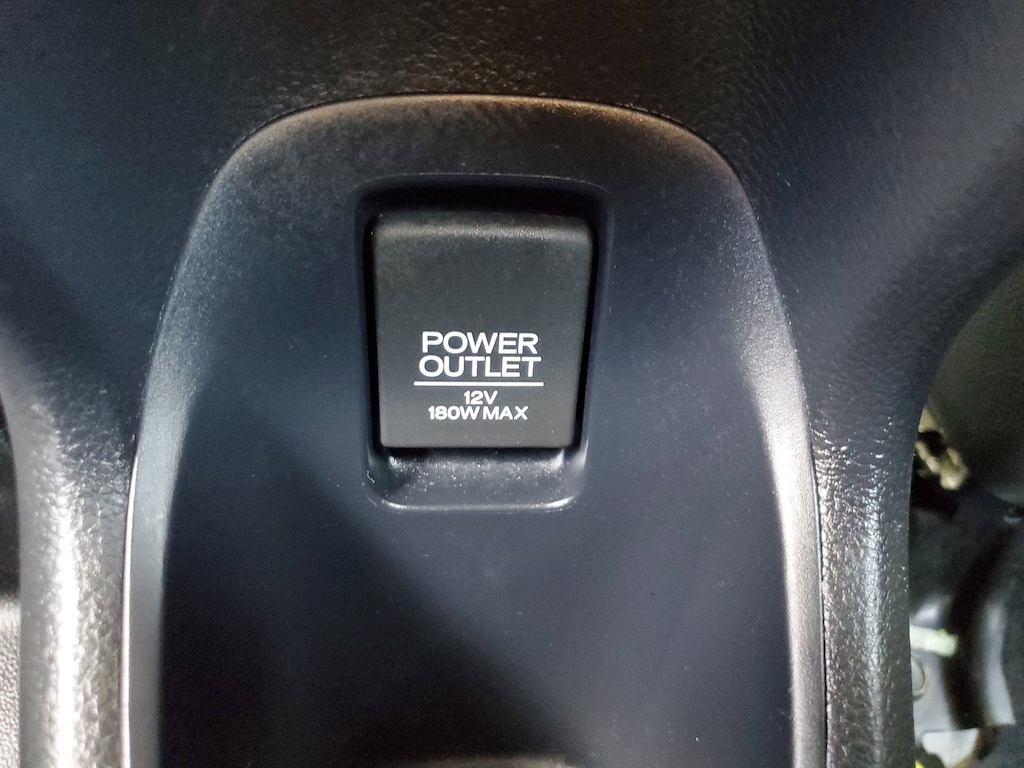 POWER
OUTLET
12V
180W MAX